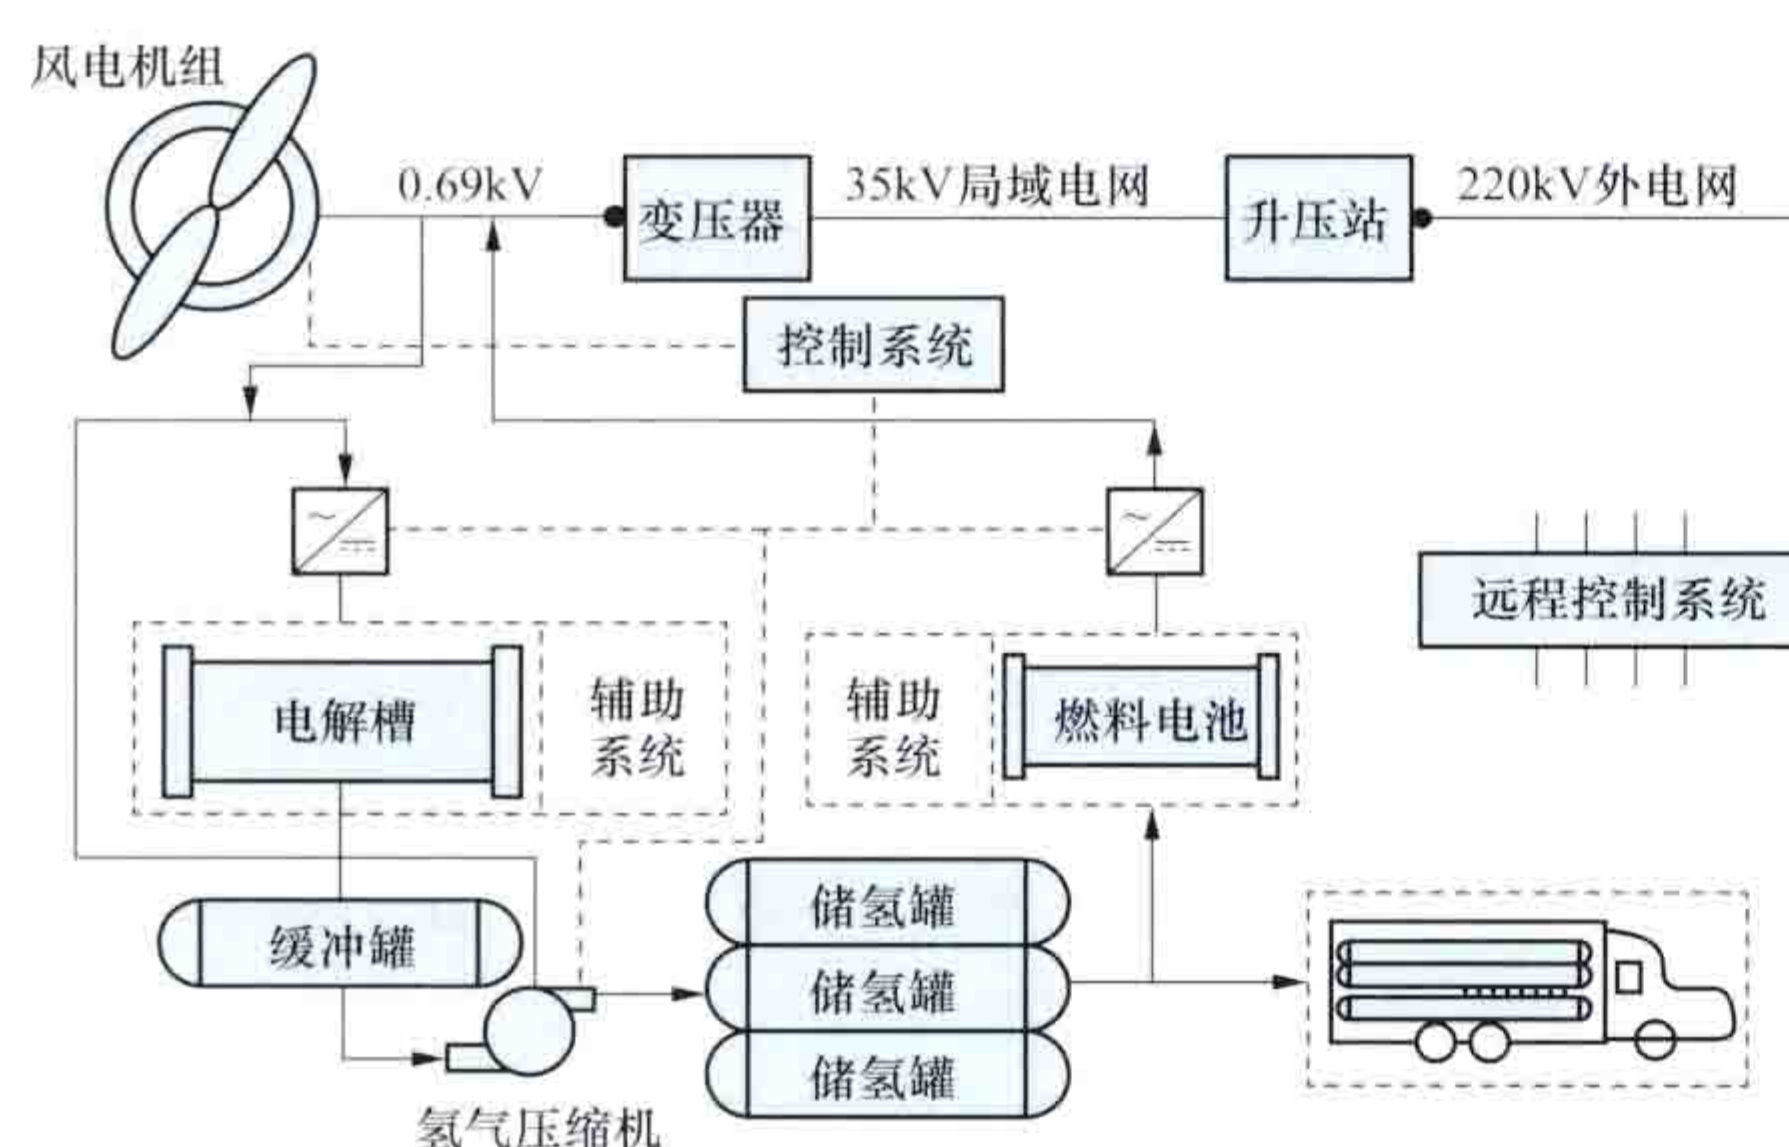 风电机组
0.69kV
变压器
35kV局域电网
升压站
220kV外电网
控制系统
远程控制系统
电解槽
辅助
系统
辅助
系统
燃料电池
缓冲罐
储氢罐
储氢罐
储氢罐
氢气压缩机